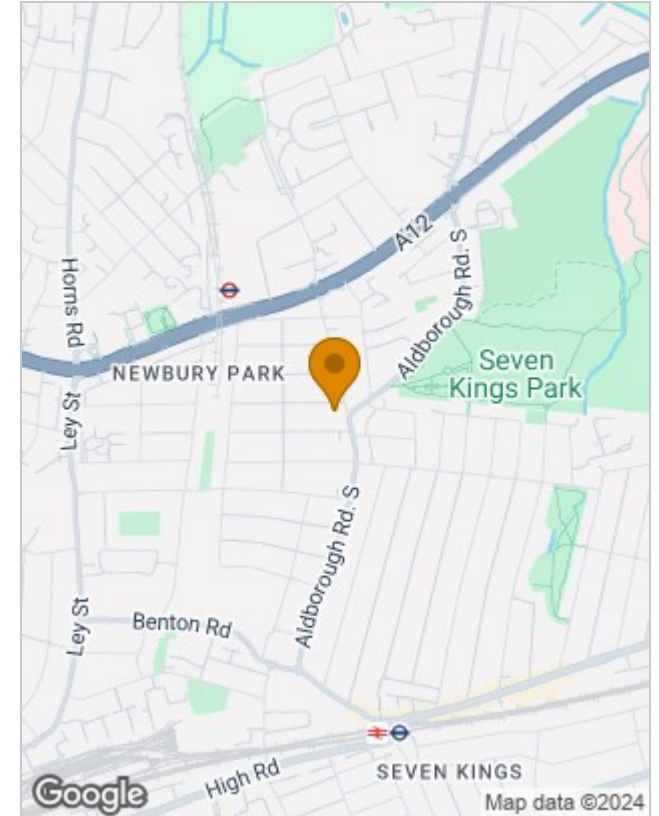 A12
Horns Rd
Aldborough Rd. S
NEWBURY PARK
Seven
Kings Park
Ley St
Aldborough Rd. S
Ley St
Benton Rd
High Rd
SEVEN KINGS
Google
Map data ©2024